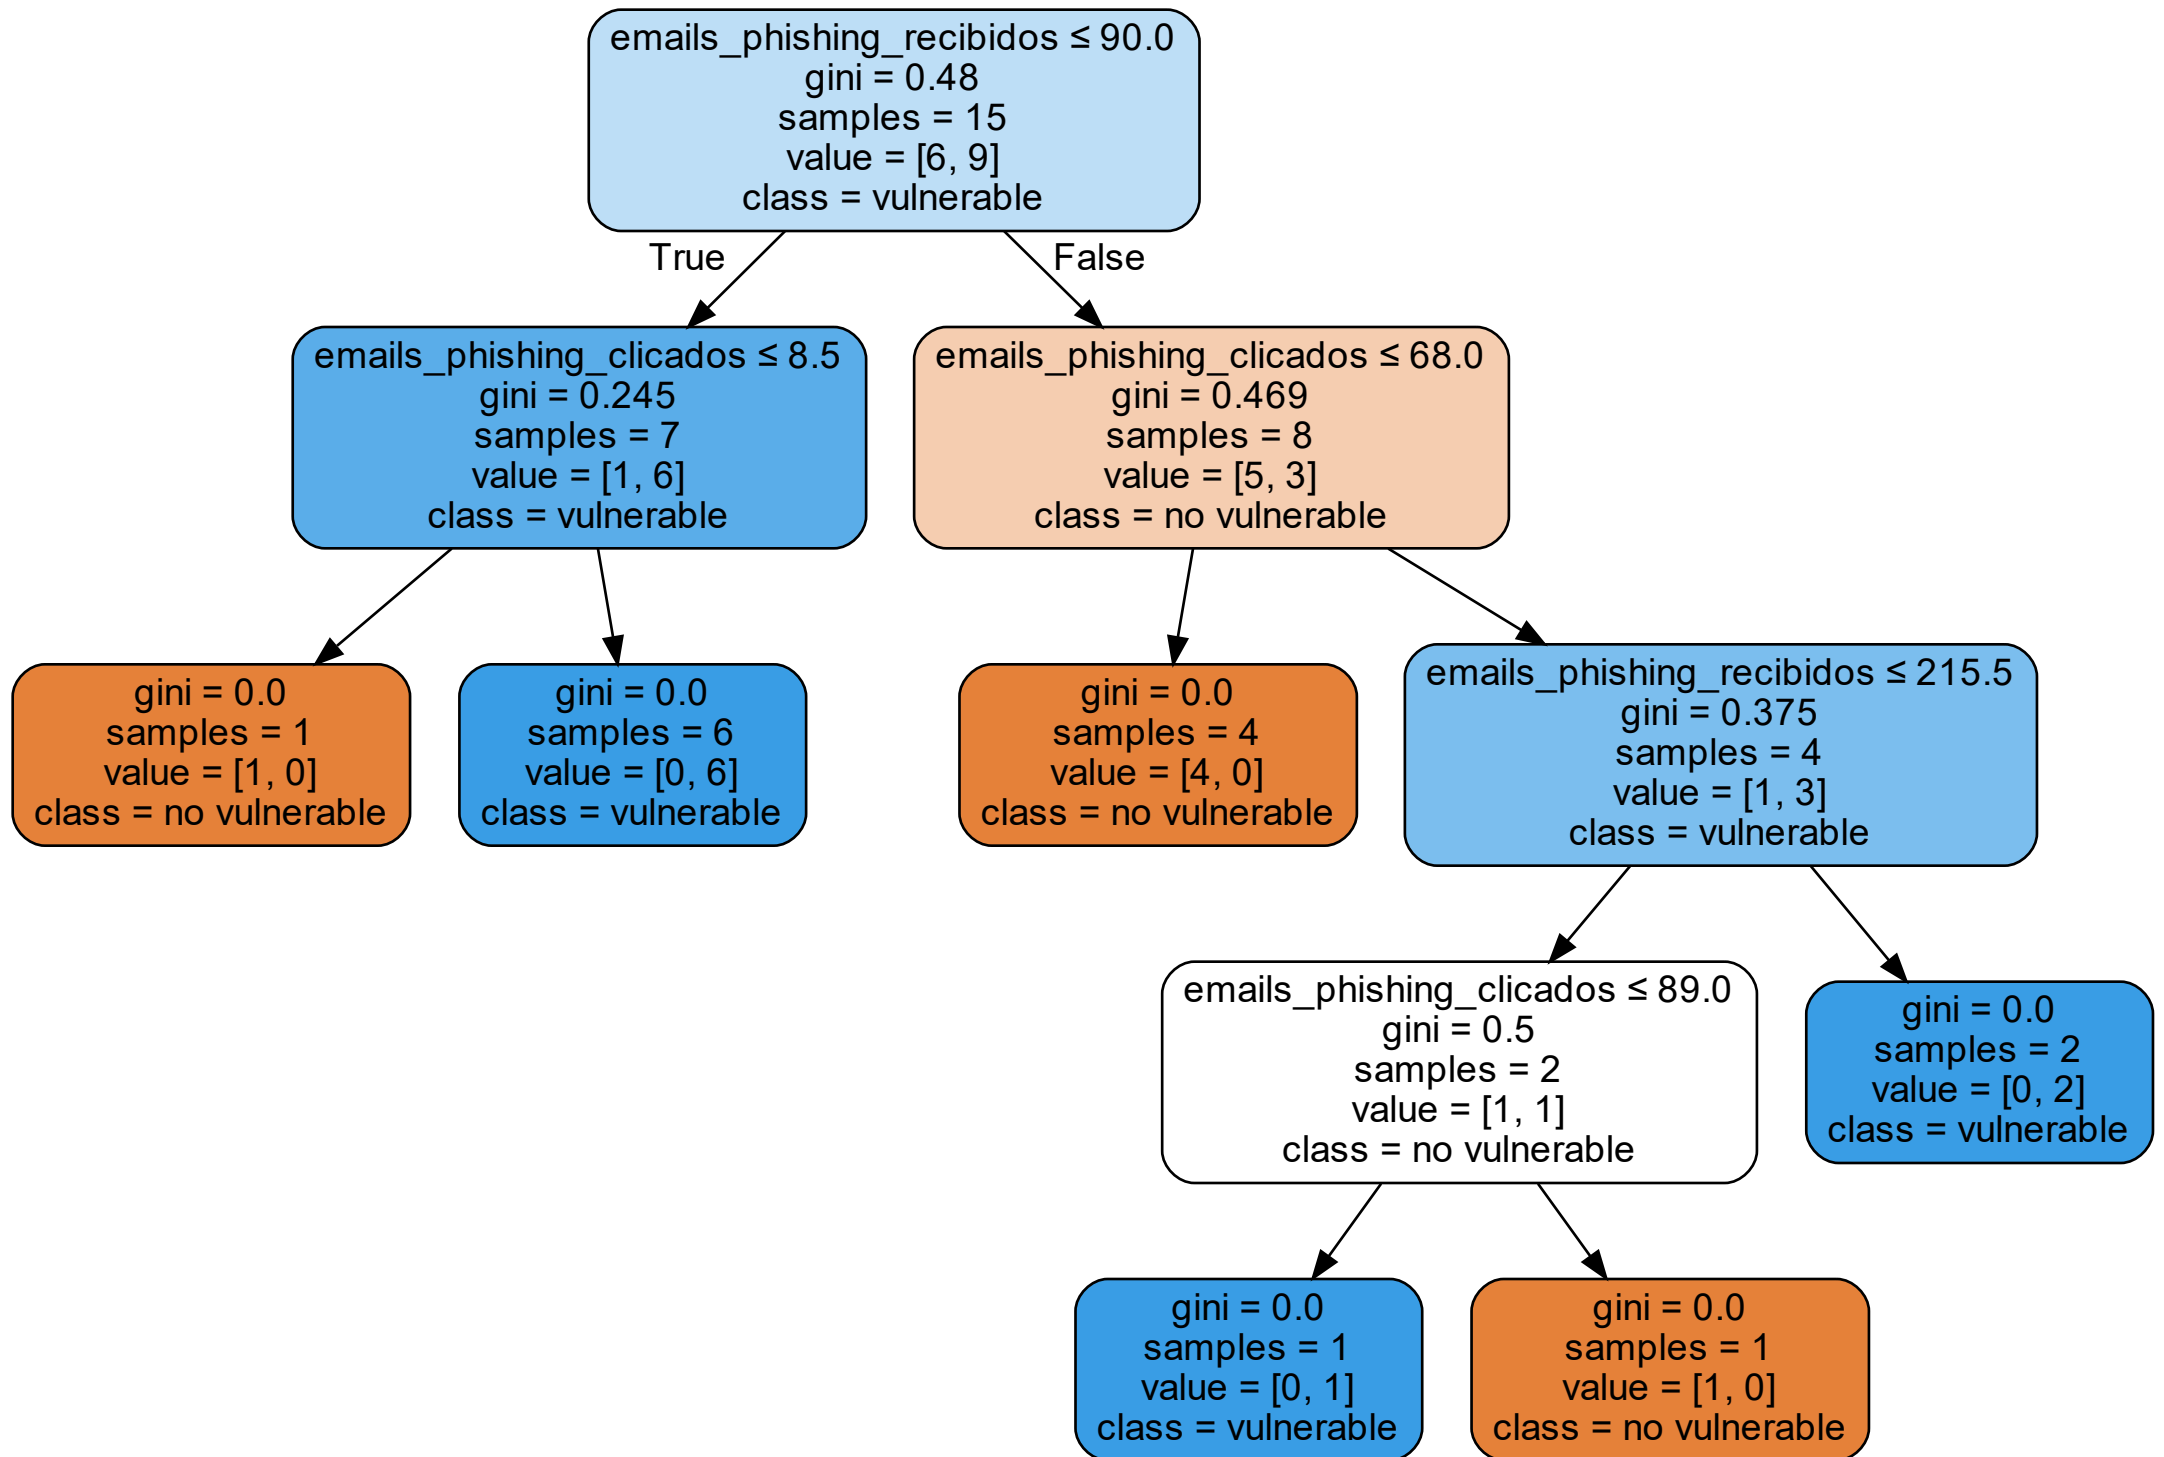 emails_phishing_recibidos ≤ 90.0
gini = 0.48
samples = 15
value = [6, 9]
class = vulnerable
True
False
emails_phishing_clicados ≤ 8.5
gini = 0.245
samples = 7
value = [1, 6]
class = vulnerable
emails_phishing_clicados ≤ 68.0
gini = 0.469
samples = 8
value = [5, 3]
class = no vulnerable
gini = 0.0
samples = 1
value = [1, 0]
class = no vulnerable
gini = 0.0
samples = 6
value = [0, 6]
class = vulnerable
gini = 0.0
samples = 4
value = [4, 0]
class = no vulnerable
emails_phishing_recibidos ≤ 215.5
gini = 0.375
samples = 4
value = [1, 3]
class = vulnerable
emails_phishing_clicados ≤ 89.0
gini = 0.5
samples = 2
value = [1, 1]
class = no vulnerable
gini = 0.0
samples = 2
value = [0, 2]
class = vulnerable
gini = 0.0
samples = 1
value = [0, 1]
class = vulnerable
gini = 0.0
samples = 1
value = [1, 0]
class = no vulnerable